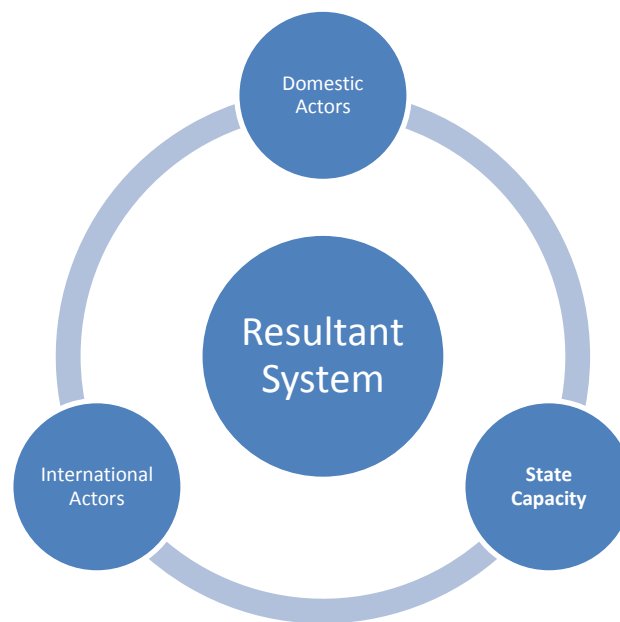 Domestic
Actors
Resultant
System
International
Actors
State
Capacity